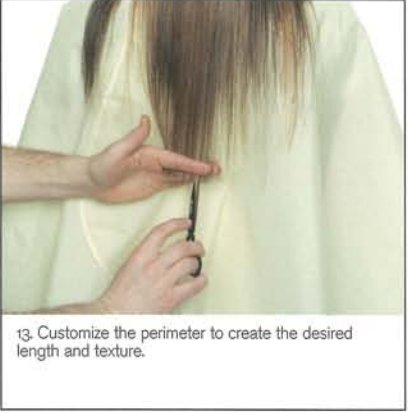 13. Customize the perimeter to create the desired
length and texture.